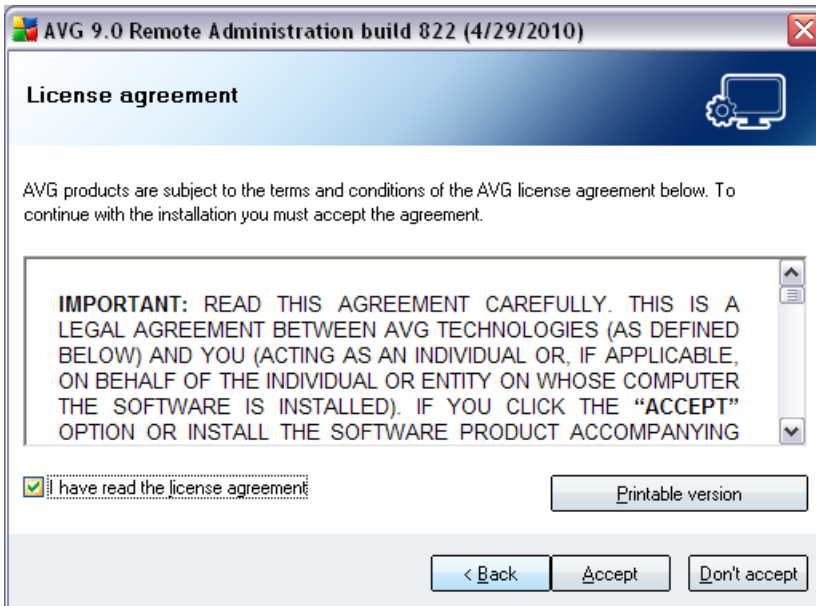 AVG 9.0 Remote Administration build 822 (4/29/2010)
License agreement
AVG products are subject to the terms and conditions of the AVG license agreement below. To
continue with the installation you must accept the agreement.
IMPORTANT: READ THIS AGREEMENT CAREFULLY. THIS IS A
LEGAL AGREEMENT BETWEEN AVG TECHNOLOGIES (AS DEFINED
BELOW) AND YOU (ACTING AS AN INDIVIDUAL OR, IF APPLICABLE,
ON BEHALF OF THE INDIVIDUAL OR ENTITY ON WHOSE COMPUTER
THE SOFTWARE IS INSTALLED). IF YOU CLICK THE “ACCEPT”
OPTION OR INSTALL THE SOFTWARE PRODUCT ACCOMPANYING
I have read the license agreement
Printable version
< Back
Accept
Don't accept